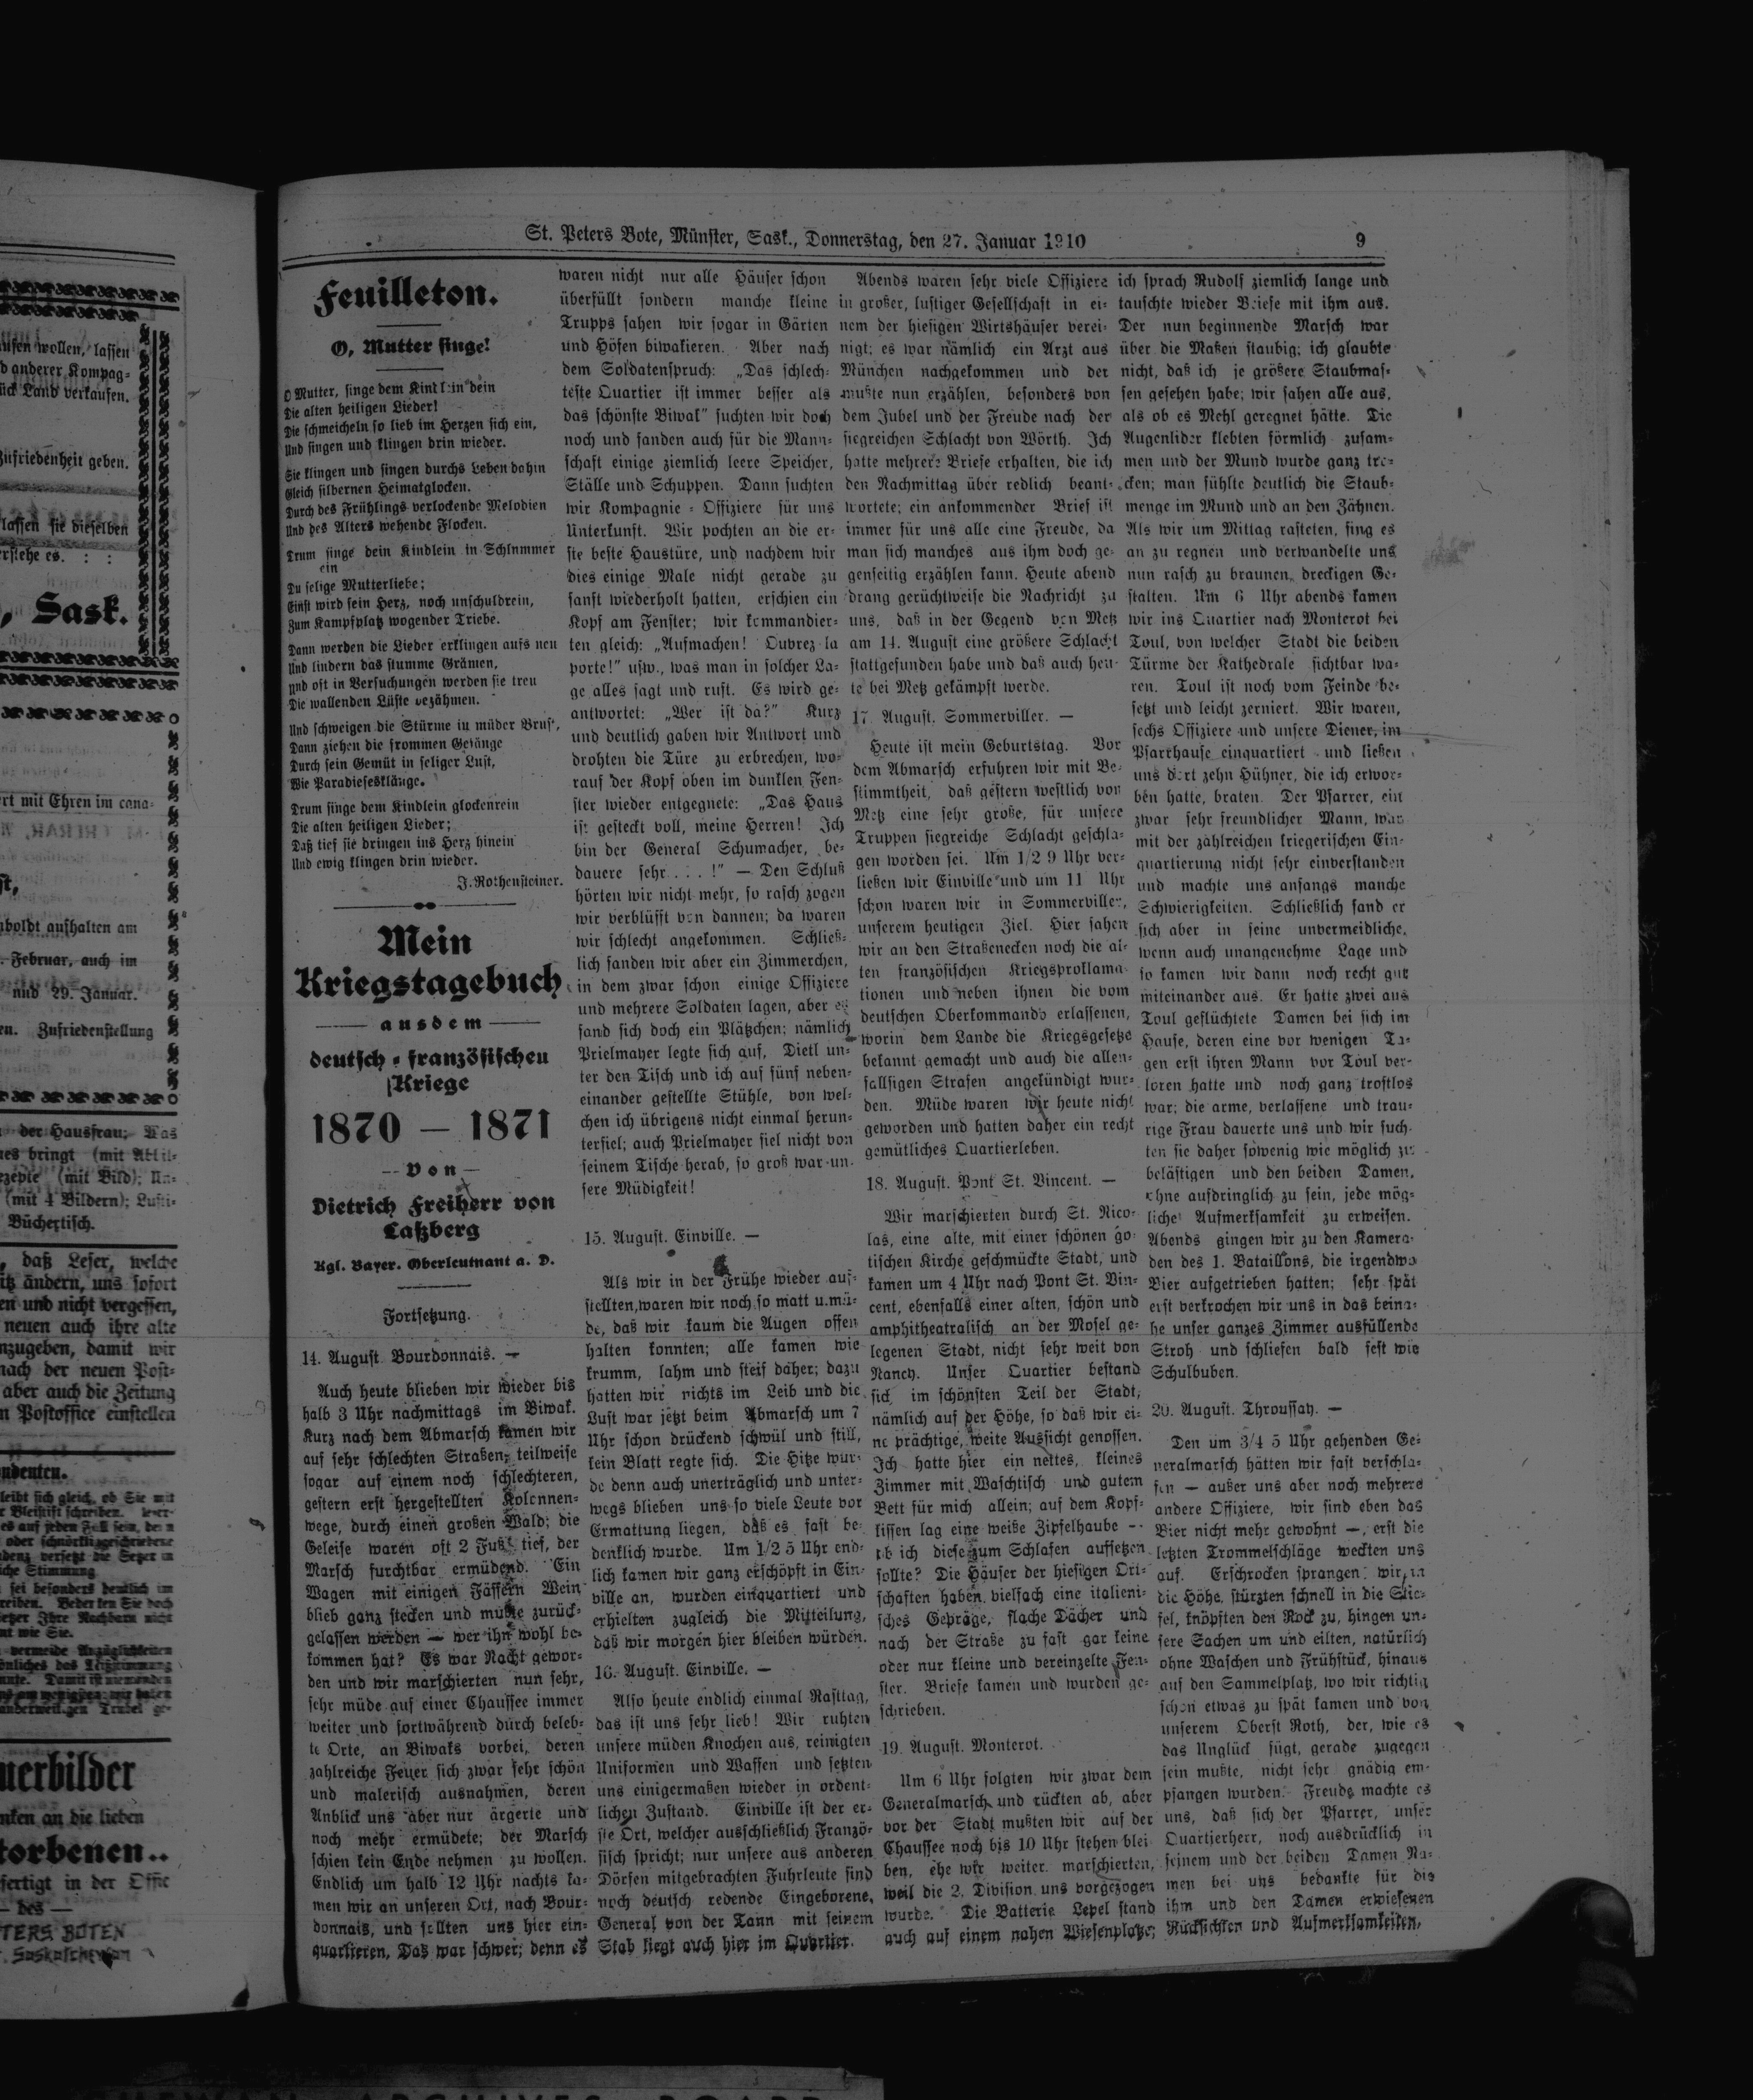 St. Peters Bote, Münster, Sask., Donnerstag, den 27. Januar 1910
9
Feuilleton.
O, Mutter singe!
O Mutter, singe dem Kindlein dein
Die alten heiligen Lieder!
Die schmeicheln so lieb im Herzen sich ein,
Und singen und klingen drin wieder.
Sie klingen und singen durchs Leben dahin
Gleich silbernen Heimatglocken.
Durch des Frühlings verlockende Melodien
Und des Alters wehende Flocken.
Trum singe dein Kindlein in Schlnmmer
ein
Du selige Mutterliebe;
Einst wird sein Herz, noch unschuldrein,
Zum Kampfplatz wogender Triebe.
Dann werden die Lieder erklingen aufs neu
Und lindern das stumme Grämen,
Und oft in Versuchungen werden sie treu
Die wallenden Lüste bezähmen.
Und schweigen die Stürme in müder Brust,
Dann ziehen die frommen Gesänge
Durch sein Gemüt in seliger Lust,
Wie Paradiesesklänge.
Drum singe dem Kindlein glockenrein
Die alten heiligen Lieder;
Daß tief sie dringen ins Herz hinein
Und ewig klingen drin wieder.
J. Rothensteiner.
Mein
Kriegstagebuch
aus dem
deutsch-französischen
Kriege
1870 — 1871
von
Dietrich Freiherr von
Laßberg
Kgl. Bayer. Oberleutnant a. D.
Fortsetzung.
14. August. Bourdonnais. —
Auch heute blieben wir wieder bis
halb 3 Uhr nachmittags im Biwak.
Kurz nach dem Abmarsch kamen wir
auf sehr schlechten Straßen, teilweise
sogar auf einem noch schlechteren,
gestern erst hergestellten Kolonnen-
wege, durch einen großen Wald; die
Geleise waren oft 2 Fuß tief, der
Marsch furchtbar ermüdend. Ein
Wagen mit einigen Fässern Wein
blieb ganz stecken und mußte zurück-
gelassen werden — wer ihn wohl be-
kommen hat? Es war Nacht gewor-
den und wir marschierten nun sehr,
sehr müde auf einer Chaussee immer
weiter und fortwährend durch beleb-
te Orte, an Biwaks vorbei, deren
zahlreiche Feuer sich zwar sehr schön
und malerisch ausnahmen, deren
Anblick uns aber nur ärgerte und
noch mehr ermüdete; der Marsch
schien kein Ende nehmen zu wollen.
Endlich um halb 12 Uhr nachts ka-
men wir an unseren Ort, nach Bour-
donnais, und sollten uns hier ein-
quartieren. Das war schwer; denn es
waren nicht nur alle Häuser schon
überfüllt sondern manche kleine
Trupps sahen wir sogar in Gärten
und Höfen biwakieren. Aber nach
dem Soldatenspruch: „Das schlech-
teste Quartier ist immer besser als
das schönste Biwak" suchten wir doch
noch und fanden auch für die Mann-
schaft einige ziemlich leere Speicher,
Ställe und Schuppen. Dann suchten
wir Kompagnie-Offiziere für uns
Unterkunft. Wir pochten an die er-
ste beste Haustüre, und nachdem wir
dies einige Male nicht gerade zu
sanft wiederholt hatten, erschien ein
Kopf am Fenster; wir kommandier-
ten gleich: „Aufmachen! Ouvrez la
porte!" usw., was man in solcher La-
ge alles sagt und ruft. Es wird ge-
antwortet: „Wer ist da?" Kurz
und deutlich gaben wir Antwort und
drohten die Türe zu erbrechen, wo-
rauf der Kopf oben im dunklen Fen-
ster wieder entgegnete: „Das Haus
ist gesteckt voll, meine Herren! Ich
bin der General Schumacher, be-
dauere sehr . . . !" — Den Schluß
hörten wir nicht mehr, so rasch zogen
wir verblüfft von dannen; da waren
wir schlecht angekommen. Schließ-
lich fanden wir aber ein Zimmerchen,
in dem zwar schon einige Offiziere
und mehrere Soldaten lagen, aber es
fand sich doch ein Plätzchen; nämlich
Prielmayer legte sich auf, Dietl un-
ter den Tisch und ich auf fünf neben-
einander gestellte Stühle, von wel-
chen ich übrigens nicht einmal herun-
terfiel; auch Prielmayer fiel nicht von
seinem Tische herab, so groß war un-
sere Müdigkeit!
15. August. Einville. —
Als wir in der Frühe wieder auf-
stellten, waren wir noch so matt u. mü-
de, daß wir kaum die Augen offen
halten konnten; alle kamen wie
krumm, lahm und steif daher; dazu
hatten wir nichts im Leib und die
Lust war jetzt beim Abmarsch um 7
Uhr schon drückend schwül und still,
kein Blatt regte sich. Die Hitze wur-
de denn auch unerträglich und unter-
wegs blieben uns so viele Leute vor
Ermattung liegen, daß es fast be-
denklich wurde. Um 1/2 5 Uhr end-
lich kamen wir ganz erschöpft in Ein-
ville an, wurden einquartiert und
erhielten zugleich die Mitteilung,
daß wir morgen hier bleiben würden.
16. August. Einville. —
Also heute endlich einmal Rasttag,
das ist uns sehr lieb! Wir ruhten
unsere müden Knochen aus, reinigten
Uniformen und Waffen und setzten
uns einigermaßen wieder in ordent-
lichen Zustand. Einville ist der er-
ste Ort, welcher ausschließlich Franzö-
sisch spricht; nur unsere aus anderen
Dörfen mitgebrachten Fuhrleute sind
noch deutsch redende Eingeborene.
General von der Tann mit seinem
Stab liegt auch hier im Quartier.
Abends waren sehr viele Offiziere
in großer, lustiger Gesellschaft in ei-
nem der hiesigen Wirtshäuser verei-
nigt; es war nämlich ein Arzt aus
München nachgekommen und der
mußte nun erzählen, besonders von
dem Jubel und der Freude nach der
siegreichen Schlacht von Wörth. Ich
hatte mehrere Briefe erhalten, die ich
den Nachmittag über redlich beant-
wortete; ein ankommender Brief ist
immer für uns alle eine Freude, da
man sich manches aus ihm doch ge-
genseitig erzählen kann. Heute abend
drang gerüchtweise die Nachricht zu
uns, daß in der Gegend von Metz
am 14. August eine größere Schlacht
stattgefunden habe und daß auch heu-
te bei Metz gekämpft werde.
17. August. Sommerviller. —
Heute ist mein Geburtstag. Vor
dem Abmarsch erfuhren wir mit Be-
stimmtheit, daß gestern westlich von
Metz eine sehr große, für unsere
Truppen siegreiche Schlacht geschla-
gen worden sei. Um 1/2 9 Uhr ver-
ließen wir Einville und um 11 Uhr
schon waren wir in Sommerviller,
unserem heutigen Ziel. Hier sahen
wir an den Straßenecken noch die al-
ten französischen Kriegsproklama-
tionen und neben ihnen die vom
deutschen Oberkommando erlassenen,
worin dem Lande die Kriegsgesetze
bekannt gemacht und auch die allen-
fallsigen Strafen angekündigt wur-
den. Müde waren wir heute nicht
geworden und hatten daher ein recht
gemütliches Quartierleben.
18. August. Pont St. Vincent. —
Wir marschierten durch St. Nico-
las, eine alte, mit einer schönen go-
tischen Kirche geschmückte Stadt, und
kamen um 4 Uhr nach Pont St. Vin-
cent, ebenfalls einer alten, schön und
amphitheatralisch an der Mosel ge-
legenen Stadt, nicht sehr weit von
Nancy. Unser Quartier bestand
sich im schönsten Teil der Stadt,
nämlich auf der Höhe, so daß wir ei-
ne prächtige, weite Aussicht genossen.
Ich hatte hier ein nettes, kleines
Zimmer mit Waschtisch und gutem
Bett für mich allein; auf dem Kopf-
kissen lag eine weiße Zipfelhaube —
ob ich diese zum Schlafen aufsetzen
sollte? Die Häuser der hiesigen Ort-
schaften haben vielfach eine italieni-
sches Gepräge, flache Dächer und
nach der Straße zu fast gar keine
oder nur kleine und vereinzelte Fen-
ster. Briefe kamen und wurden ge-
schrieben.
19. August. Monterot.
Um 6 Uhr folgten wir zwar dem
Generalmarsch und rückten ab, aber
vor der Stadt mußten wir auf der
Chaussee noch bis 10 Uhr stehen blei
ben, ehe wir weiter marschierten,
weil die 2. Division uns vorgezogen
wurde. Die Batterie Lepel stand
auch auf einem nahen Wiesenplatze;
ich sprach Rudolf ziemlich lange und
tauschte wieder Briefe mit ihm aus.
Der nun beginnende Marsch war
über die Maßen staubig; ich glaubte
nicht, daß ich je größere Staubmas-
sen gesehen habe; wir sahen alle aus,
als ob es Mehl geregnet hätte. Die
Augenlider klebten förmlich zusam-
men und der Mund wurde ganz tro-
cken; man fühlte deutlich die Staub-
menge im Mund und an den Zähnen.
Als wir um Mittag rasteten, fing es
an zu regnen und verwandelte uns
nun rasch zu braunen, dreckigen Ge-
stalten. Um 6 Uhr abends kamen
wir ins Quartier nach Monterot bei
Toul, von welcher Stadt die beiden
Türme der Kathedrale sichtbar wa-
ren. Toul ist noch vom Feinde be-
setzt und leicht zerniert. Wir waren,
sechs Offiziere und unsere Diener, im
Pfarrhause einquartiert und ließen
uns dort zehn Hühner, die ich erwor-
ben hatte, braten. Der Pfarrer, ein
zwar sehr freundlicher Mann, war
mit der zahlreichen kriegerischen Ein-
quartierung nicht sehr einverstanden
und machte uns anfangs manche
Schwierigkeiten. Schließlich fand er
sich aber in seine unvermeidliche,
wenn auch unangenehme Lage und
so kamen wir dann noch recht gut
miteinander aus. Er hatte zwei aus
Toul geflüchtete Damen bei sich im
Hause, deren eine vor wenigen Ta-
gen erst ihren Mann vor Toul ver-
loren hatte und noch ganz trostlos
war; die arme, verlassene und trau-
rige Frau dauerte uns und wir such-
ten sie daher sowenig wie möglich zu
belästigen und den beiden Damen,
ohne aufdringlich zu sein, jede mög-
liche Aufmerksamkeit zu erweisen.
Abends gingen wir zu den Kamera-
den des 1. Bataillons, die irgendwo
Bier aufgetrieben hatten; sehr spät
erst verkrochen wir uns in das beina-
he unser ganzes Zimmer ausfüllende
Stroh und schliefen bald fest wie
Schulbuben.
20. August. Throussay. —
Den um 3/4 5 Uhr gehenden Ge-
neralmarsch hätten wir fast verschla-
fen — außer uns aber noch mehrere
andere Offiziere, wir sind eben das
Bier nicht mehr gewohnt —, erst die
letzten Trommelschläge weckten uns
auf. Erschrocken sprangen wir in
die Höhe, stürzten schnell in die Stie-
fel, knöpften den Rock zu, hingen un-
sere Sachen um und eilten, natürlich
ohne Waschen und Frühstück, hinaus
auf den Sammelplatz, wo wir richtig
schon etwas zu spät kamen und von
unserem Oberst Roth, der, wie es
das Unglück fügt, gerade zugegen
sein mußte, nicht sehr gnädig em-
pfangen wurden. Freude machte es
uns, daß sich der Pfarrer, unser
Quartierherr, noch ausdrücklich in
seinem und der beiden Damen Na-
men bei uns bedankte für die
ihm und den Damen erwiesenen
Rücksichten und Aufmerksamkeiten.
wollen, lassen
anderer Kompag-
Land verkaufen.
Zufriedenheit geben.
lassen sie dieselben
, Sask.
mit Ehren im cana-
aufhalten am
Februar, auch im
und 29. Januar.
Zufriedenstellung
der Hausfrau; Was
bringt (mit
(mit Bild);
(mit 4 Bildern);
Büchertisch.
daß Leser, welche
ändern, uns sofort
und nicht vergessen,
neuen auch ihre alte
anzugeben, damit wir
nach der neuen Post-
aber auch die Zeitung
Postoffice einstellen
an die lieben
in der
— des —